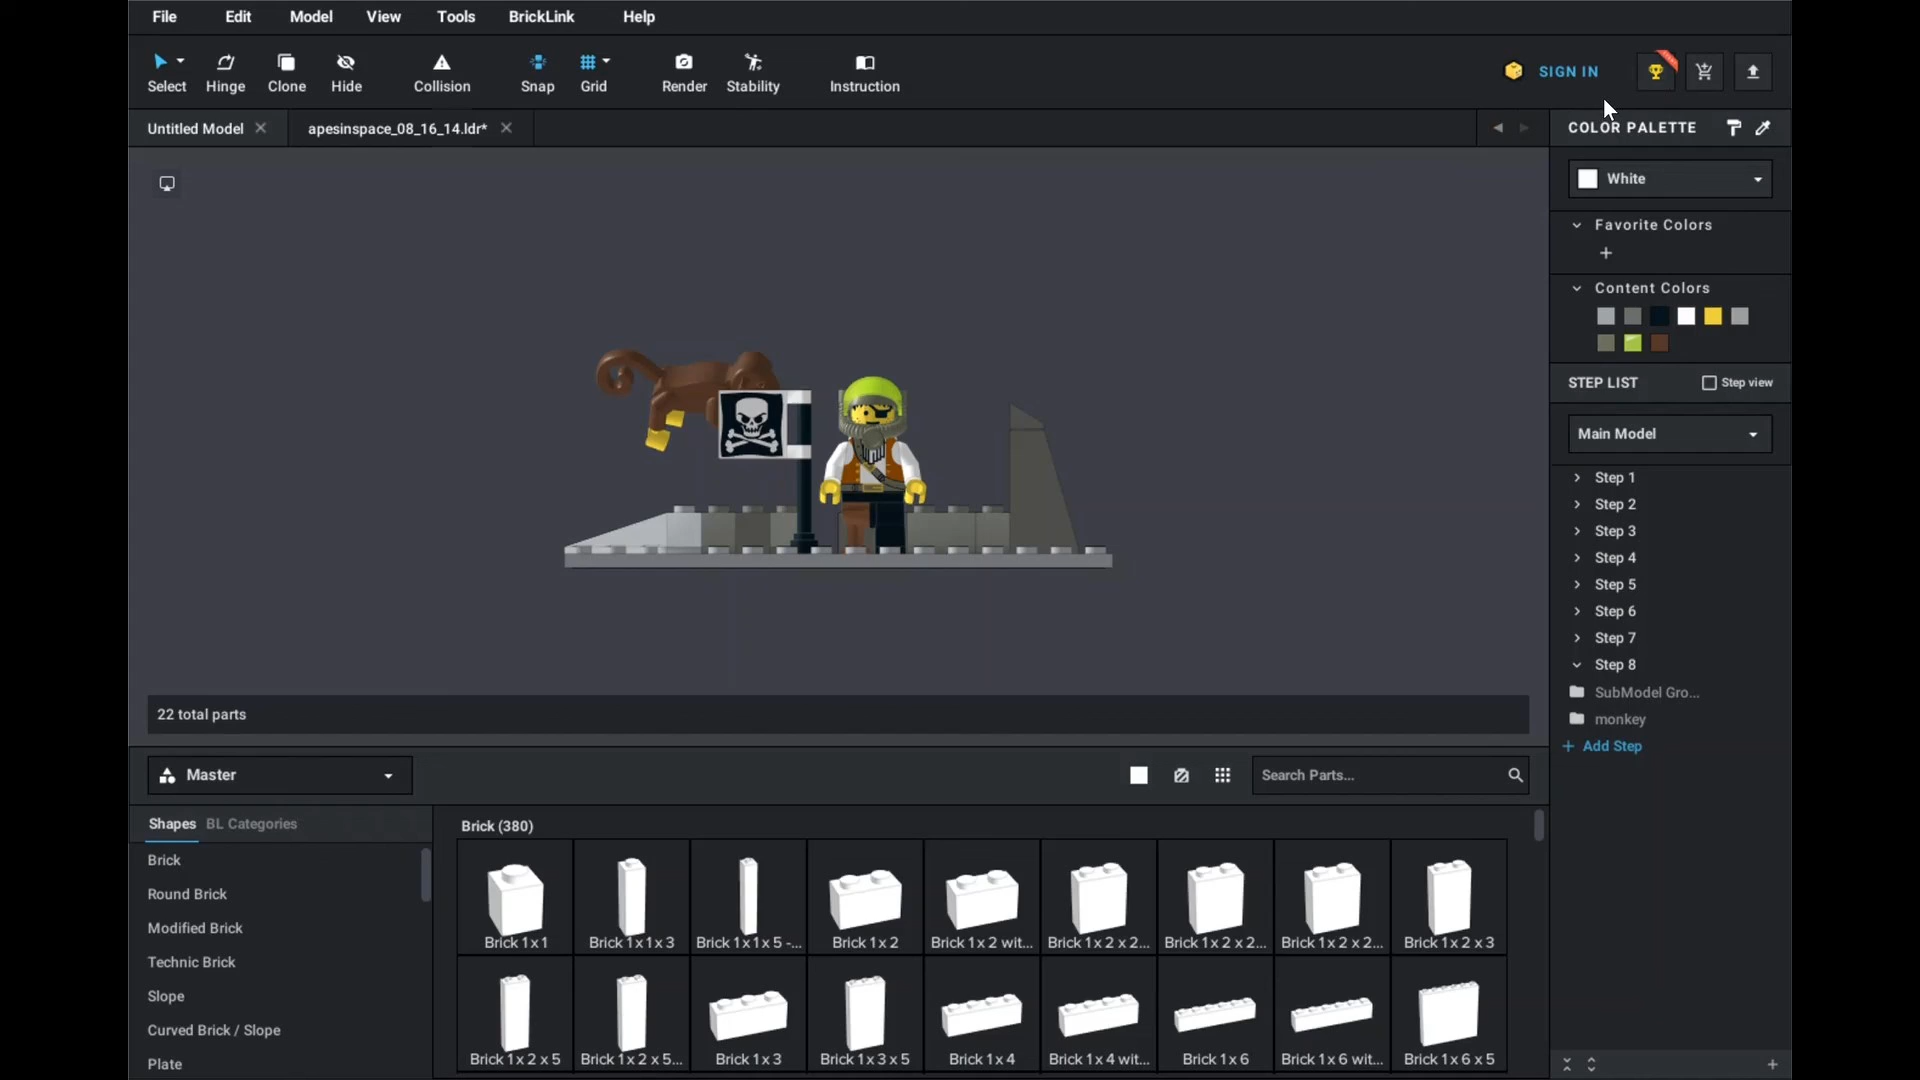 File Edit Model View Tools BrickLink Help
Select Hinge Clone Hide Collision Snap Grid Render Stability Instruction
SIGN IN
Untitled Model apesinspace_08_16_14.ldr*
COLOR PALETTE
White
Favorite Colors
Content Colors
STEP LIST Step view
Main Model
Step 1
Step 2
Step 3
Step 4
Step 5
Step 6
Step 7
Step 8
SubModel Gro...
monkey
+ Add Step
22 total parts
Master
Search Parts...
Shapes BL Categories
Brick
Round Brick
Modified Brick
Technic Brick
Slope
Curved Brick / Slope
Plate
Brick (380)
Brick 1 x 1 Brick 1 x 1 x 3 Brick 1 x 1 x 5 -... Brick 1 x 2 Brick 1 x 2 wit... Brick 1 x 2 x 2... Brick 1 x 2 x 2... Brick 1 x 2 x 2... Brick 1 x 2 x 3
Brick 1 x 2 x 5 Brick 1 x 2 x 5... Brick 1 x 3 Brick 1 x 3 x 5 Brick 1 x 4 Brick 1 x 4 wit... Brick 1 x 6 Brick 1 x 6 wit... Brick 1 x 6 x 5